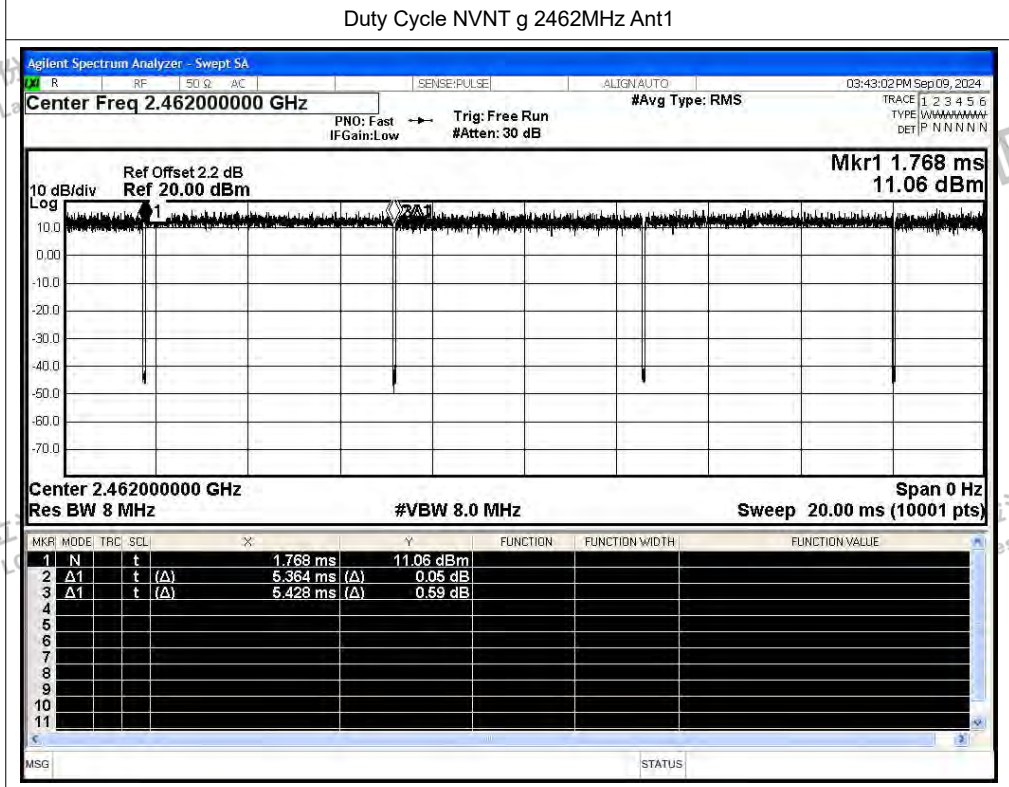 Duty Cycle NVNT g 2462MHz Ant1
Agilent Spectrum Analyzer - Swept SA
R RF 50 Ω AC SENSE:PULSE ALIGN AUTO 03:43:02 PM Sep 09, 2024
Center Freq 2.462000000 GHz #Avg Type: RMS TRACE 1 2 3 4 5 6
PNO: Fast Trig: Free Run TYPE WWWWWW
IFGain:Low #Atten: 30 dB DET P N N N N N
Mkr1 1.768 ms
Ref Offset 2.2 dB
10 dB/div Ref 20.00 dBm 11.06 dBm
Log
1
3Δ1
10.0
0.00
-10.0
-20.0
-30.0
-40.0
-50.0
-60.0
-70.0
Center 2.462000000 GHz Span 0 Hz
Res BW 8 MHz #VBW 8.0 MHz Sweep 20.00 ms (10001 pts)
MKR MODE TRC SCL X Y FUNCTION FUNCTION WIDTH FUNCTION VALUE
1 N t 1.768 ms 11.06 dBm
2 Δ1 t (Δ) 5.364 ms (Δ) 0.05 dB
3 Δ1 t (Δ) 5.428 ms (Δ) 0.59 dB
4
5
6
7
8
9
10
11
MSG STATUS